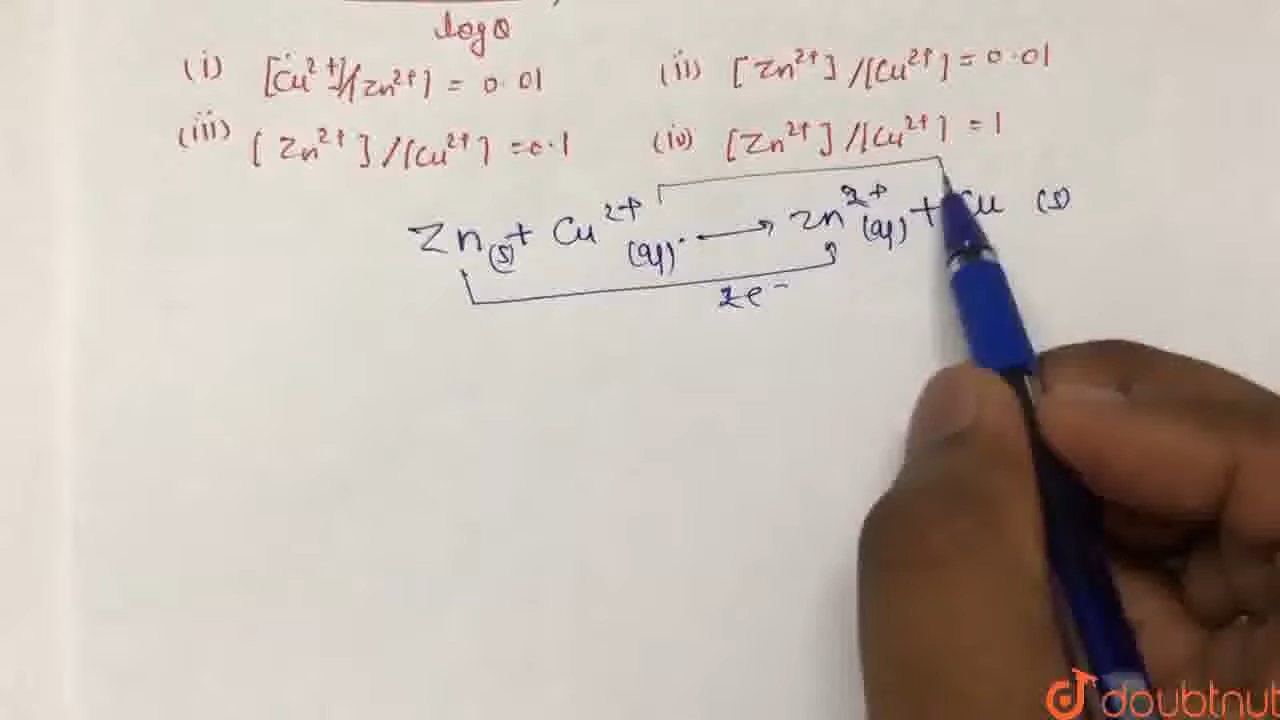 log Q
(i) [Cu²⁺]/[Zn²⁺] = 0.01 (ii) [Zn²⁺]/[Cu²⁺] = 0.01
(iii) [Zn²⁺]/[Cu²⁺] = 0.1 (iv) [Zn²⁺]/[Cu²⁺] = 1
Zn(s) + Cu²⁺(aq) → Zn²⁺(aq) + Cu (s)
2e⁻
doubtnut